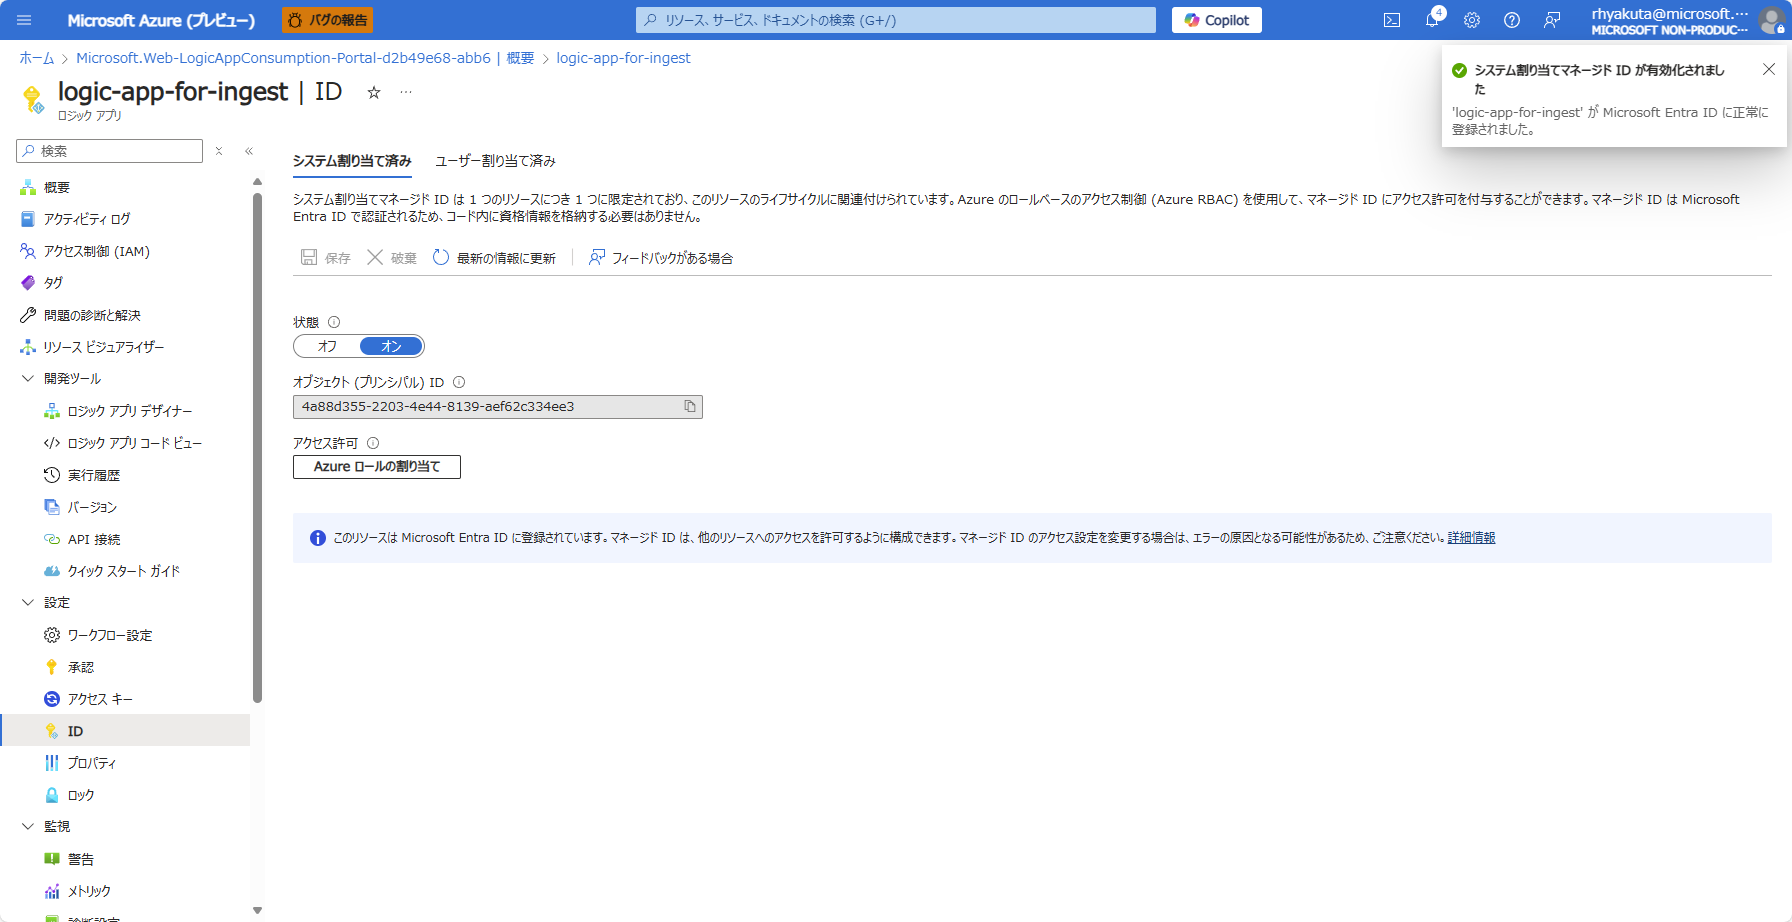 Microsoft Azure (プレビュー)
バグの報告
リソース、サービス、ドキュメントの検索 (G+/)
Copilot
4
rhyakuta@microsoft.…
MICROSOFT NON-PRODUC…
ホーム > Microsoft.Web-LogicAppConsumption-Portal-d2b49e68-abb6 | 概要 > logic-app-for-ingest
logic-app-for-ingest | ID
ロジック アプリ
システム割り当てマネージド ID が有効化されまし
た
'logic-app-for-ingest' が Microsoft Entra ID に正常に
登録されました。
検索
概要
アクティビティ ログ
アクセス制御 (IAM)
タグ
問題の診断と解決
リソース ビジュアライザー
開発ツール
ロジック アプリ デザイナー
ロジック アプリ コード ビュー
実行履歴
バージョン
API 接続
クイック スタート ガイド
設定
ワークフロー設定
承認
アクセス キー
ID
プロパティ
ロック
監視
警告
メトリック
診断設定
システム割り当て済み
ユーザー割り当て済み
システム割り当てマネージド ID は 1 つのリソースにつき 1 つに限定されており、このリソースのライフサイクルに関連付けられています。Azure のロールベースのアクセス制御 (Azure RBAC) を使用して、マネージド ID にアクセス許可を付与することができます。マネージド ID は Microsoft
Entra ID で認証されるため、コード内に資格情報を格納する必要はありません。
保存
破棄
最新の情報に更新
フィードバックがある場合
状態
オフ
オン
オブジェクト (プリンシパル) ID
4a88d355-2203-4e44-8139-aef62c334ee3
アクセス許可
Azure ロールの割り当て
このリソースは Microsoft Entra ID に登録されています。マネージド ID は、他のリソースへのアクセスを許可するように構成できます。マネージド ID のアクセス設定を変更する場合は、エラーの原因となる可能性があるため、ご注意ください。詳細情報